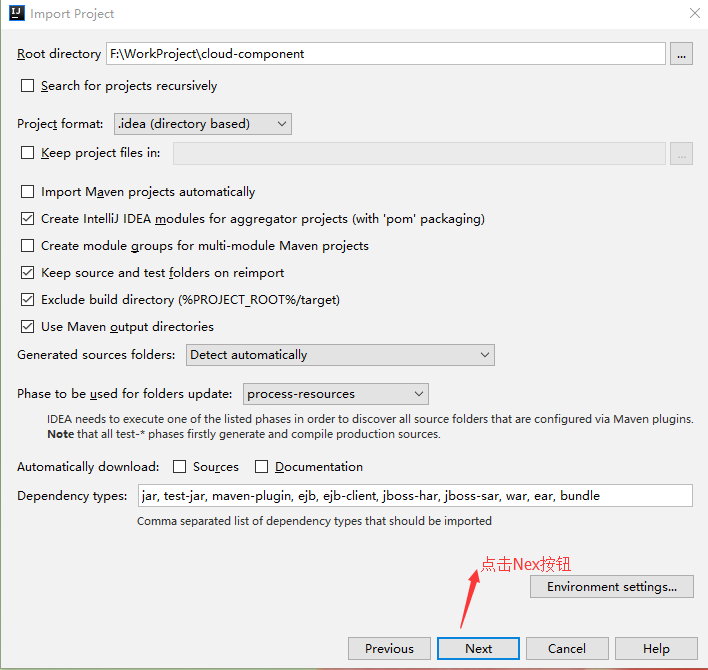 IJ Import Project
Root directory F:\WorkProject\cloud-component ...
Search for projects recursively
Project format: .idea (directory based)
Keep project files in: ...
Import Maven projects automatically
Create IntelliJ IDEA modules for aggregator projects (with 'pom' packaging)
Create module groups for multi-module Maven projects
Keep source and test folders on reimport
Exclude build directory (%PROJECT_ROOT%/target)
Use Maven output directories
Generated sources folders: Detect automatically
Phase to be used for folders update: process-resources
IDEA needs to execute one of the listed phases in order to discover all source folders that are configured via Maven plugins.
Note that all test-* phases firstly generate and compile production sources.
Automatically download: Sources Documentation
Dependency types: jar, test-jar, maven-plugin, ejb, ejb-client, jboss-har, jboss-sar, war, ear, bundle
Comma separated list of dependency types that should be imported
点击Nex按钮
Environment settings...
Previous Next Cancel Help